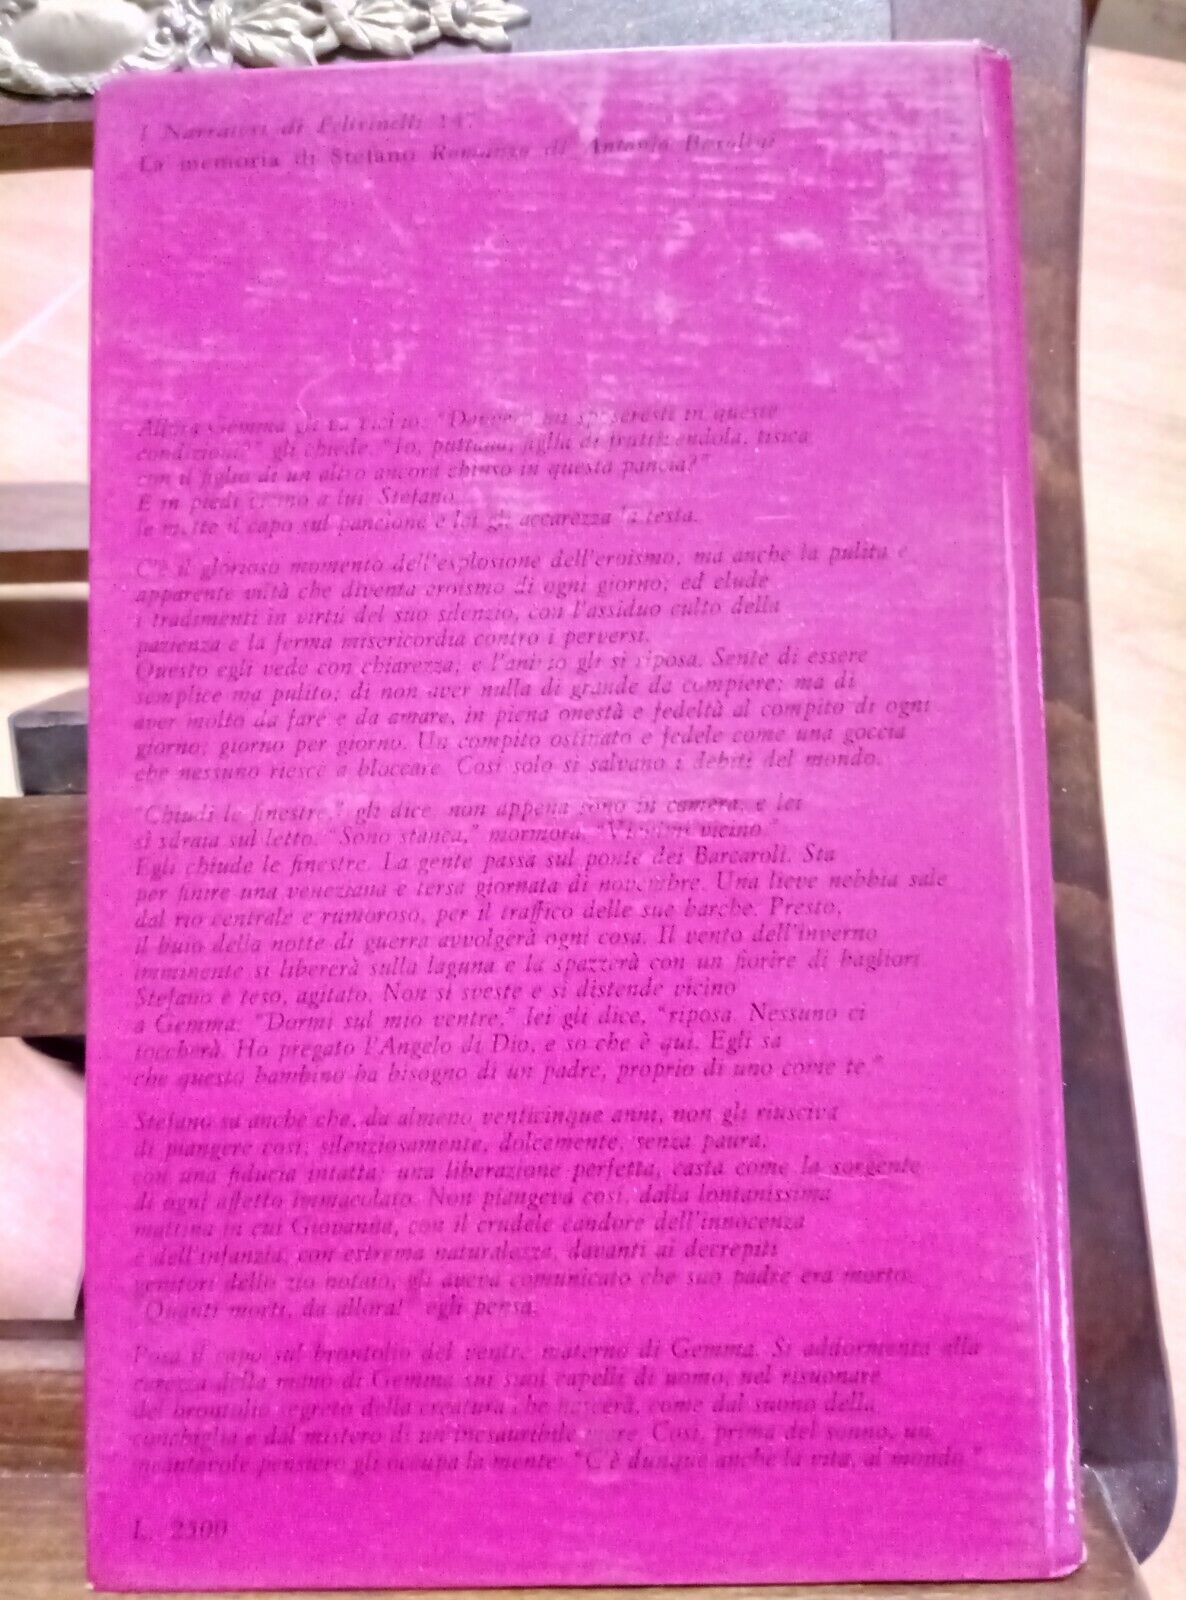 I Narratori di Feltrinelli 147
La memoria di Stefano Romanzo di Antonio Barolini
Allora Gemma gli va vicino: "Davvero mi sposeresti in queste
condizioni?" gli chiede. "Io, puttana, figlia di fruttivendola, tisica
con il figlio di un altro ancora chiuso in questa pancia?"
È in piedi vicino a lui. Stefano
le mette il capo sul pancione e lei gli accarezza la testa.
C'è il glorioso momento dell'esplosione dell'eroismo, ma anche la pulita e
apparente viltà che diventa eroismo di ogni giorno; ed elude
i tradimenti in virtú del suo silenzio, con l'assiduo culto della
pazienza e la ferma misericordia contro i perversi.
Questo egli vede con chiarezza; e l'animo gli si riposa. Sente di essere
semplice ma pulito; di non aver nulla di grande da compiere; ma di
aver molto da fare e da amare, in piena onestà e fedeltà al compito di ogni
giorno; giorno per giorno. Un compito ostinato e fedele come una goccia
che nessuno riesce a bloccare. Cosí solo si salvano i debiti del mondo.
"Chiudi le finestre," gli dice, non appena sono in camera, e lei
si sdraia sul letto. "Sono stanca," mormora. "Vienimi vicino."
Egli chiude le finestre. La gente passa sul ponte dei Barcaroli. Sta
per finire una veneziana e tersa giornata di novembre. Una lieve nebbia sale
dal rio centrale e rumoroso, per il traffico delle sue barche. Presto,
il buio della notte di guerra avvolgerà ogni cosa. Il vento dell'inverno
imminente si libererà sulla laguna e la spazzerà con un fiorire di bagliori.
Stefano è teso, agitato. Non si sveste e si distende vicino
a Gemma: "Dormi sul mio ventre," lei gli dice, "riposa. Nessuno ci
toccherà. Ho pregato l'Angelo di Dio, e so che è qui. Egli sa
che questo bambino ha bisogno di un padre, proprio di uno come te."
Stefano sa anche che, da almeno venticinque anni, non gli riusciva
di piangere cosí; silenziosamente, dolcemente, senza paura,
con una fiducia intatta; una liberazione perfetta, casta come la sorgente
di ogni affetto immacolato. Non piangeva cosí, dalla lontanissima
mattina in cui Giovanna, con il crudele candore dell'innocenza
e dell'infanzia, con estrema naturalezza, davanti ai decrepiti
genitori dello zio notaio, gli aveva comunicato che suo padre era morto.
"Quanti morti, da allora!" egli pensa.
Posa il capo sul brontolio del ventre materno di Gemma. Si addormenta alla
carezza della mano di Gemma sui suoi capelli di uomo, nel risuonare
del brontolio segreto della creatura che nascerà, come dal suono della
conchiglia e dal mistero di un inesauribile mare. Cosí, prima del sonno, un
incantevole pensiero gli occupa la mente: "C'è dunque anche la vita, al mondo."
L. 2500